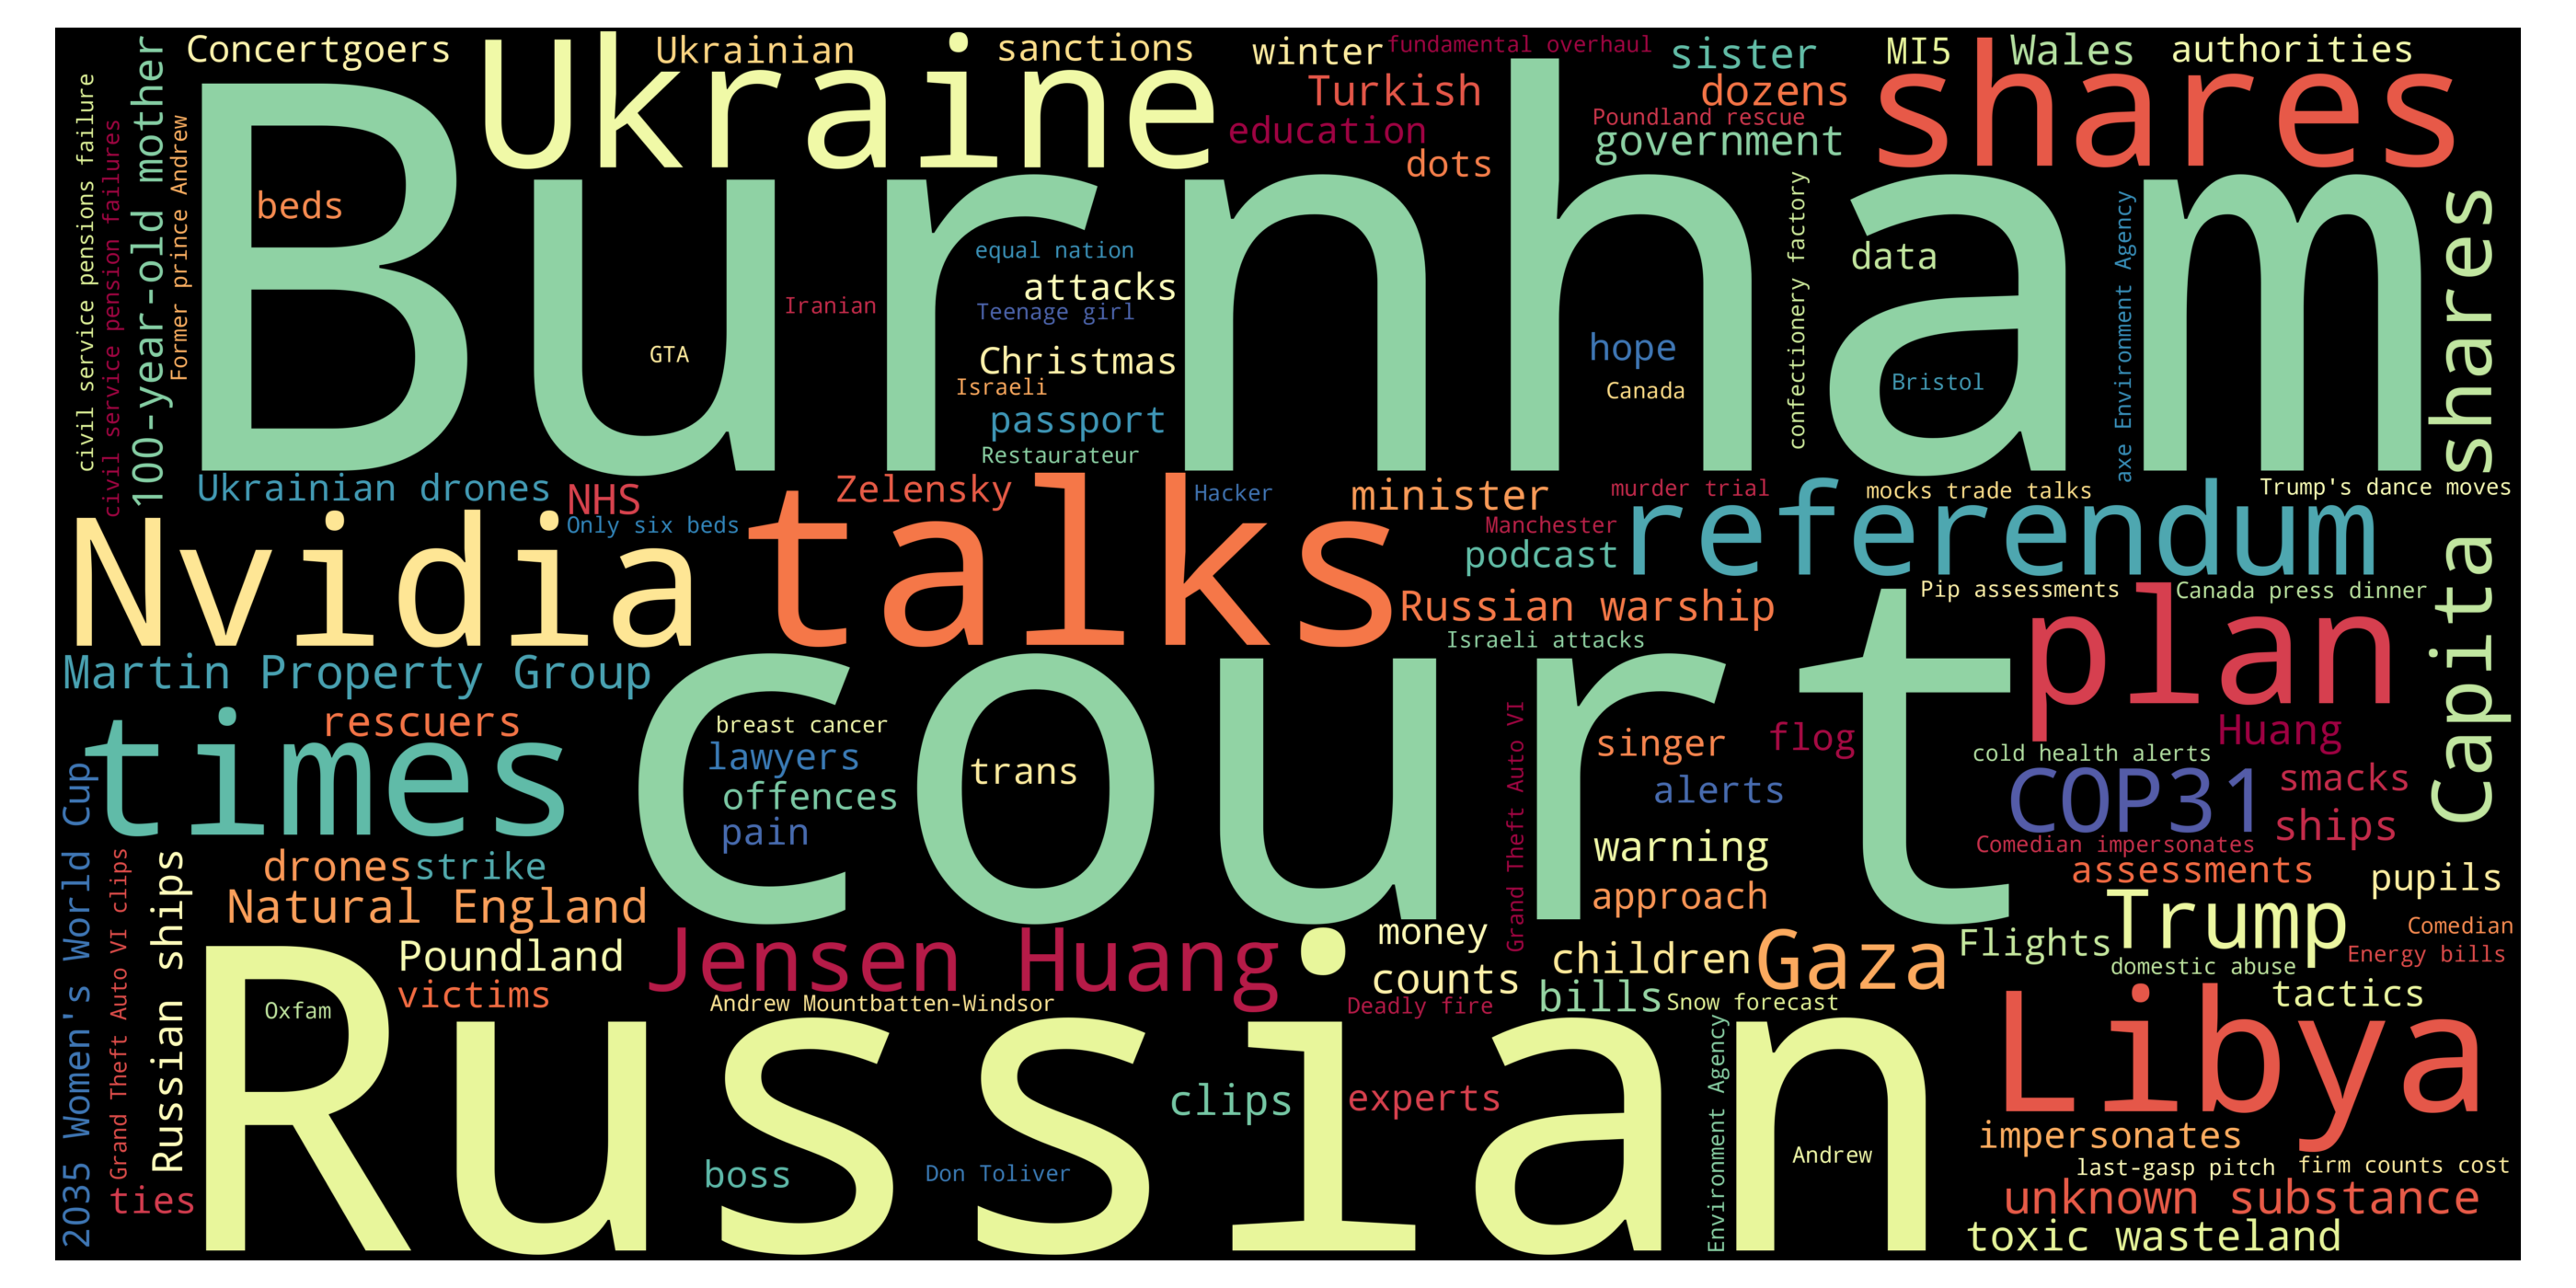 Concertgoers
Ukraine
Ukrainian
sanctions
winter
fundamental overhaul
sister
MI5
Wales
authorities
shares
Turkish
dozens
Poundland rescue
government
education
dots
civil service pensions failure
civil service pension failures
100-year-old mother
Former prince Andrew
Burnham
beds
equal nation
attacks
Iranian
Teenage girl
GTA
Christmas
Israeli
passport
Restaurateur
hope
Canada
confectionery factory
data
Bristol
axe Environment Agency
Capita shares
Ukrainian drones
NHS
Only six beds
Zelensky
Hacker
minister
murder trial
mocks trade talks
Trump's dance moves
Nvidia
talks
Manchester
podcast
referendum
Russian warship
Pip assessments
Canada press dinner
Israeli attacks
plan
Martin Property Group
court
rescuers
times
breast cancer
lawyers
trans
offences
pain
Grand Theft Auto VI
singer
flog
Huang
cold health alerts
alerts
COP31
smacks
ships
warning
Comedian impersonates
approach
assessments
pupils
2035 Women's World Cup
Grand Theft Auto VI clips
Russian ships
drones
strike
Natural England
Poundland
victims
Jensen Huang
money
counts
children
Gaza
Flights
Trump
Comedian
Energy bills
domestic abuse
tactics
Oxfam
Andrew Mountbatten-Windsor
Deadly fire
bills
Snow forecast
Russian
Libya
clips
experts
Environment Agency
Andrew
impersonates
boss
Don Toliver
last-gasp pitch
firm counts cost
ties
unknown substance
toxic wasteland